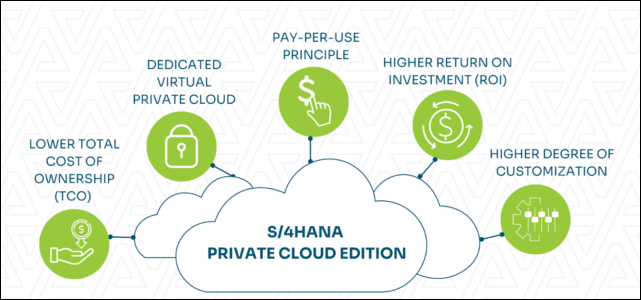 PAY-PER-USE
PRINCIPLE
DEDICATED
VIRTUAL
PRIVATE CLOUD
HIGHER RETURN ON
INVESTMENT (ROI)
LOWER TOTAL
COST OF
OWNERSHIP
(TCO)
HIGHER DEGREE OF
CUSTOMIZATION
S/4HANA
PRIVATE CLOUD EDITION